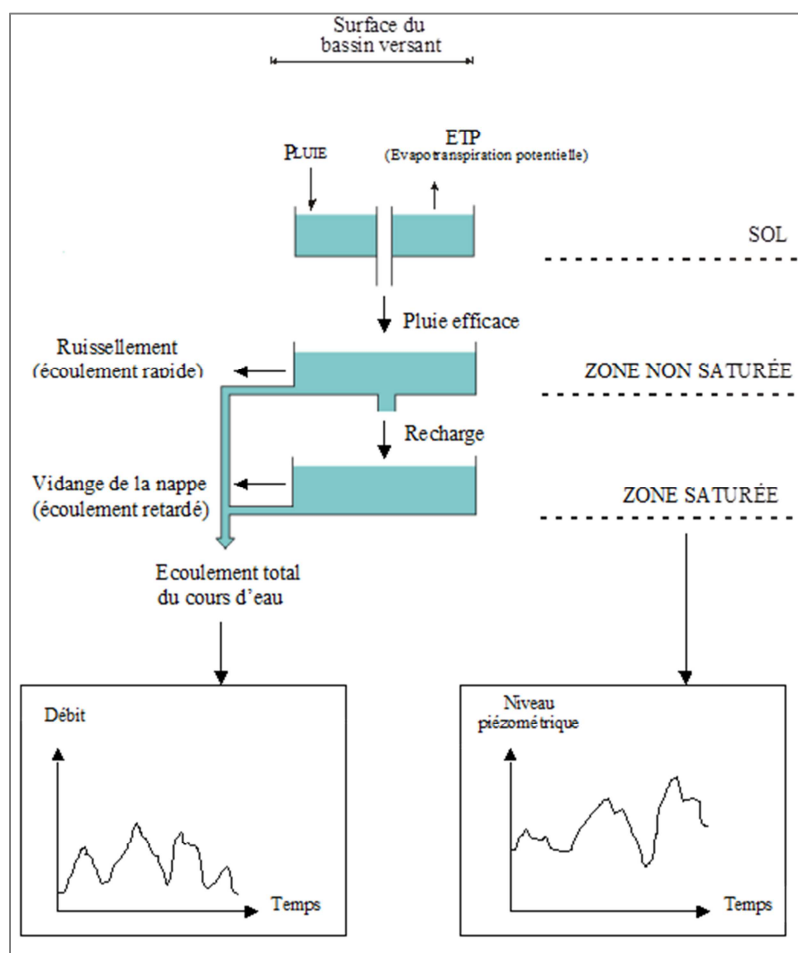 Surface du
bassin versant
ETP
(Evapotranspiration potentielle)
PLUIE
SOL
Pluie efficace
Ruissellement
(écoulement rapide)
ZONE NON SATURÉE
Recharge
Vidange de la nappe
(écoulement retardé)
ZONE SATURÉE
Ecoulement total
du cours d'eau
Débit
Temps
Niveau
piézométrique
Temps